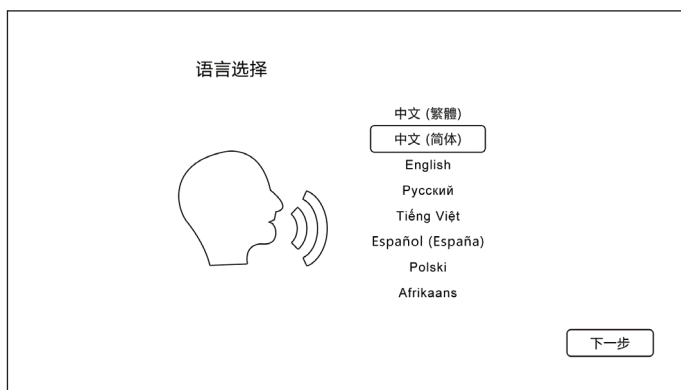 语言选择
中文 (繁體)
中文 (简体)
English
Русский
Tiếng Việt
Español (España)
Polski
Afrikaans
下一步